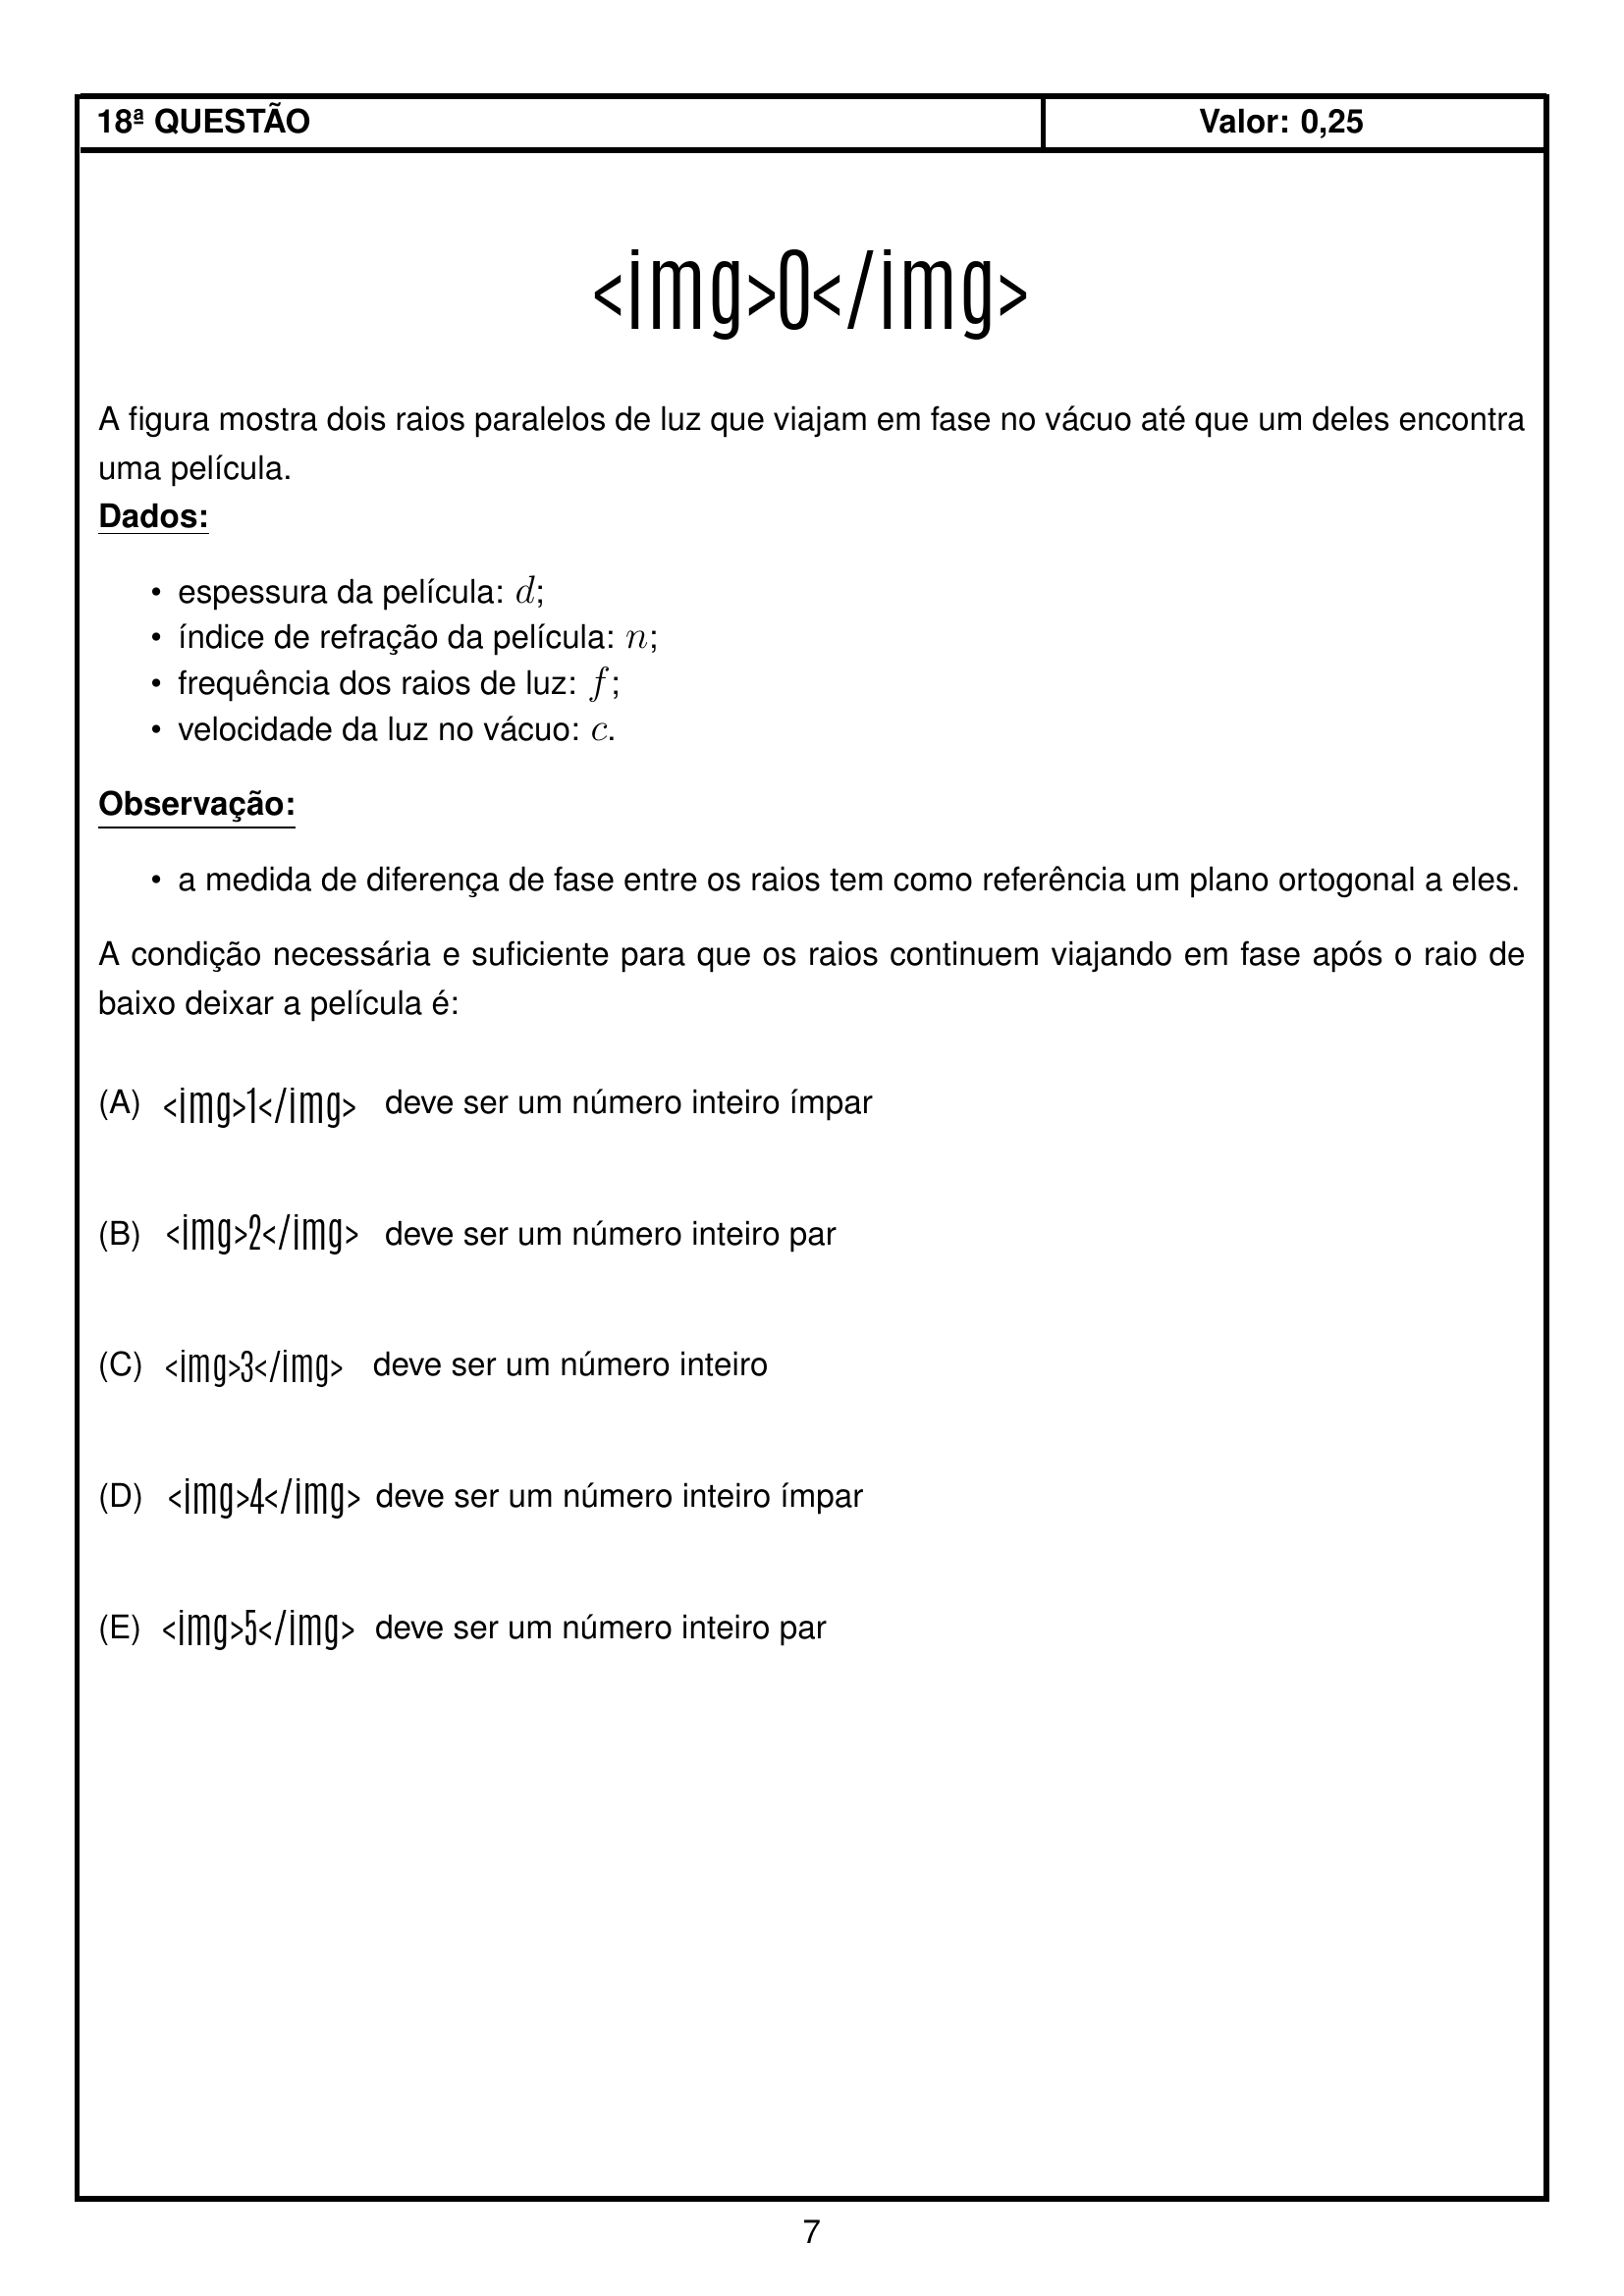 18ª QUESTÃO Valor: 0,25
<img>0</img>
A figura mostra dois raios paralelos de luz que viajam em fase no vácuo até que um deles encontra
uma película.
Dados:
• espessura da película: d;
• índice de refração da película: n;
• frequência dos raios de luz: f;
• velocidade da luz no vácuo: c.
Observação:
• a medida de diferença de fase entre os raios tem como referência um plano ortogonal a eles.
A condição necessária e suficiente para que os raios continuem viajando em fase após o raio de
baixo deixar a película é:
(A) <img>1</img> deve ser um número inteiro ímpar
(B) <img>2</img> deve ser um número inteiro par
(C) <img>3</img> deve ser um número inteiro
(D) <img>4</img> deve ser um número inteiro ímpar
(E) <img>5</img> deve ser um número inteiro par
7